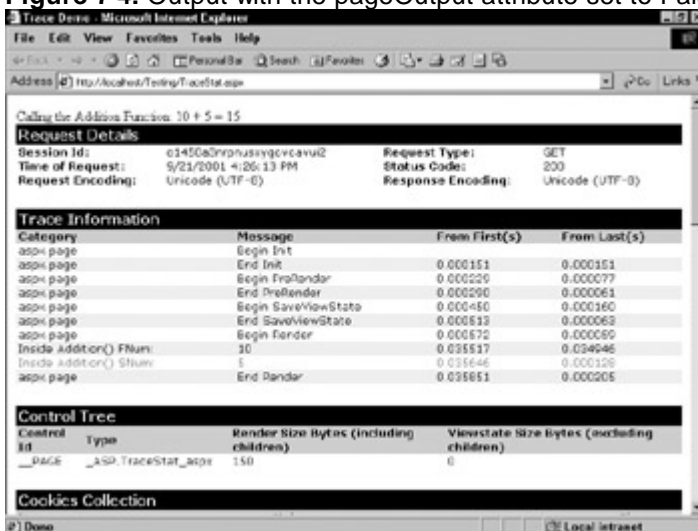 Figure 7-4: Output with the pageOutput attribute set to
Trace Demo - Microsoft Internet Explorer
File Edit View Favorites Tools Help
Personal Bar Search Favorites
Address http://localhost/Testing/TraceStat.aspx Go Links
Calling the Addition Function: 10 + 5 = 15
Request Details
Session Id: Request Type: GET
Time of Request: 9/21/2001 4:26:13 PM Status Code: 200
Request Encoding: Unicode (UTF-8) Response Encoding: Unicode (UTF-8)
Trace Information
Category Message From First(s) From Last(s)
aspx.page Begin Init
aspx.page End Init 0.000151 0.000151
aspx.page Begin PreRender 0.000229 0.000077
aspx.page End PreRender 0.000290 0.000061
aspx.page Begin SaveViewState 0.000450 0.000160
aspx.page End SaveViewState 0.000513 0.000063
aspx.page Begin Render 0.000572 0.000059
Inside Addition() FNum: 10 0.035517 0.034946
Inside Addition() SNum: 5 0.035646 0.000128
aspx.page End Render 0.035851 0.000205
Control Tree
Control Id Type Render Size Bytes (including children) Viewstate Size Bytes (excluding children)
__PAGE _ASP.TraceStat_aspx 150 0
Cookies Collection
Done Local intranet